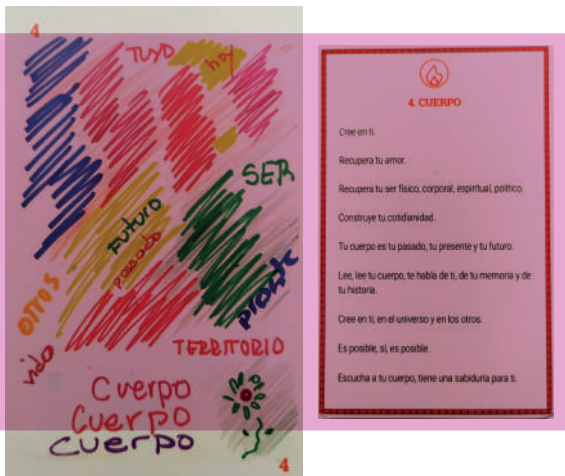 4
TUYO
hoy
SER
FUTURO
pasado
OTROS
TERRITORIO
vida
Cuerpo
Cuerpo
Cuerpo
4
4. CUERPO
Cree en ti.
Recupera tu amor.
Recupera tu ser físico, corporal, espiritual, político.
Construye tu cotidianidad.
Tu cuerpo es tu pasado, tu presente y tu futuro.
Lee, lee tu cuerpo, te habla de ti, de tu memoria y de
tu historia.
Cree en ti, en el universo y en los otros.
Es posible, sí, es posible.
Escucha a tu cuerpo, tiene una sabiduría para ti.